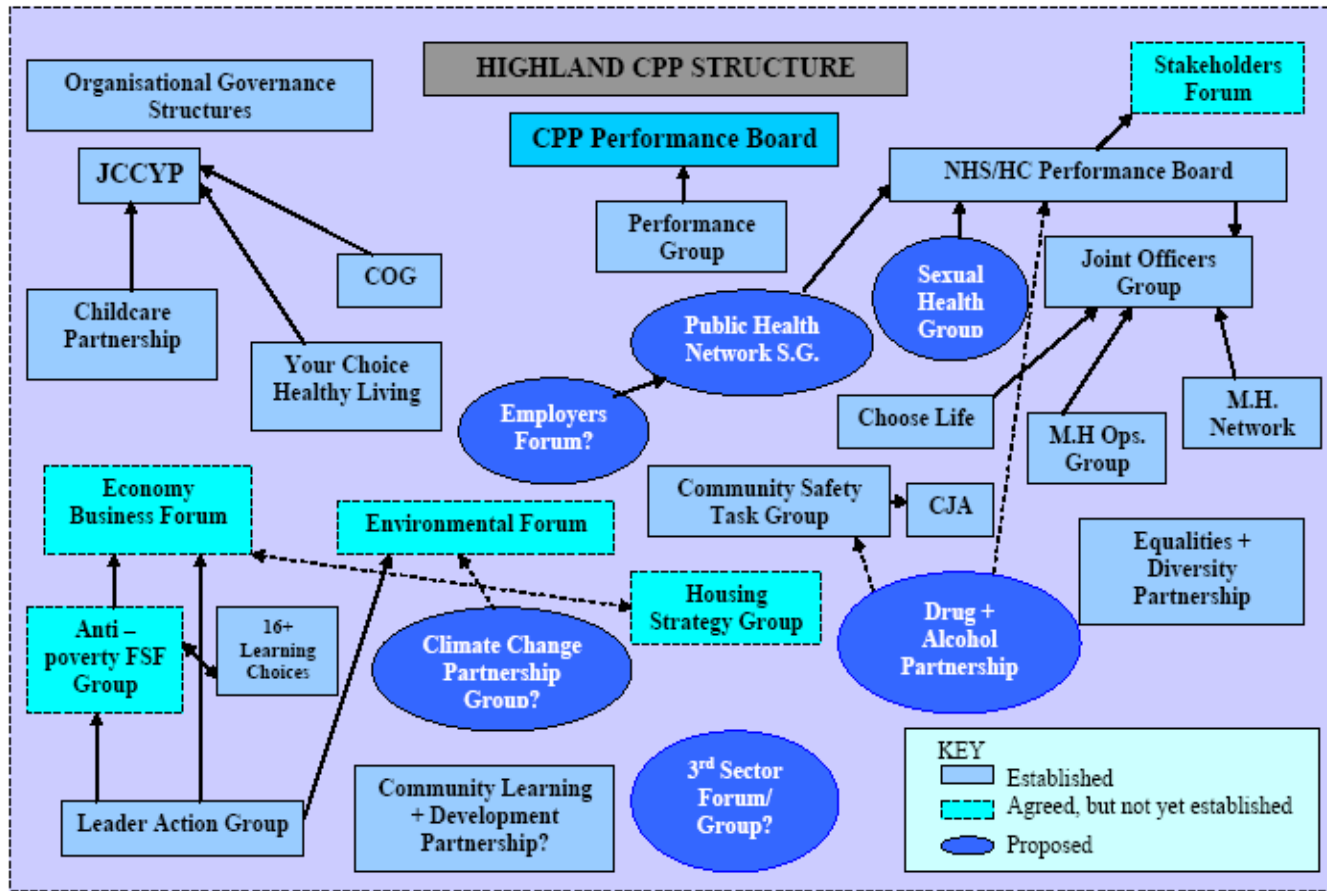 HIGHLAND CPP STRUCTURE
Organisational Governance
Structures
Stakeholders
Forum
CPP Performance Board
JCCYP
NHS/HC Performance Board
Performance
Group
COG
Sexual
Health
Group
Joint Officers
Group
Childcare
Partnership
Public Health
Network S.G.
Your Choice
Healthy Living
Employers
Forum?
Choose Life
M.H Ops.
Group
M.H.
Network
Economy
Business Forum
Environmental Forum
Community Safety
Task Group
CJA
Equalities +
Diversity
Partnership
Housing
Strategy Group
Drug +
Alcohol
Partnership
Anti –
poverty FSF
Group
16+
Learning
Choices
Climate Change
Partnership
Group?
Leader Action Group
Community Learning
+ Development
Partnership?
3rd Sector
Forum/
Group?
KEY
Established
Agreed, but not yet established
Proposed